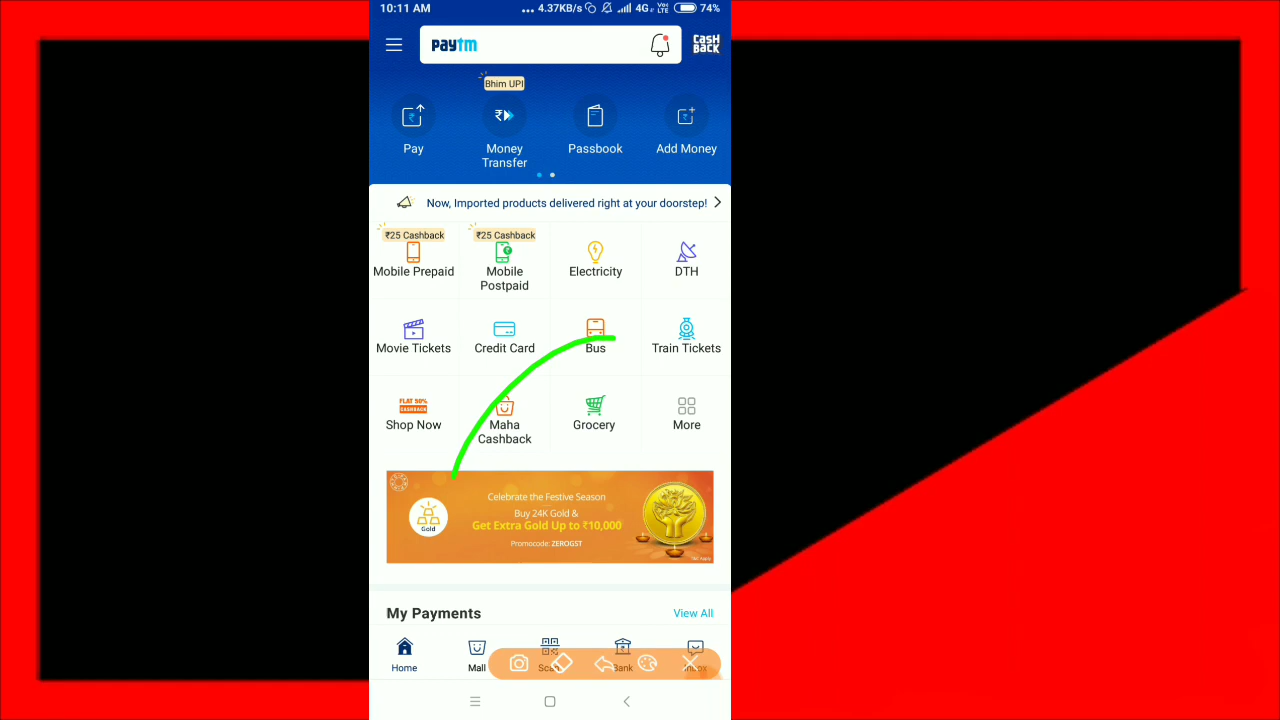 10:11 AM
... 4.37KB/s 4G VoLTE 74%
paytm
CASH BACK
Bhim UPI
Pay
Money Transfer
Passbook
Add Money
Now, Imported products delivered right at your doorstep!
₹25 Cashback
₹25 Cashback
Mobile Prepaid
Mobile Postpaid
Electricity
DTH
Movie Tickets
Credit Card
Bus
Train Tickets
FLAT 50% CASHBACK
Shop Now
Maha Cashback
Grocery
More
Celebrate the Festive Season
Buy 24K Gold &
Get Extra Gold Up to ₹10,000
Promocode: ZEROGST
Gold
My Payments
View All
Home
Mall
Bank